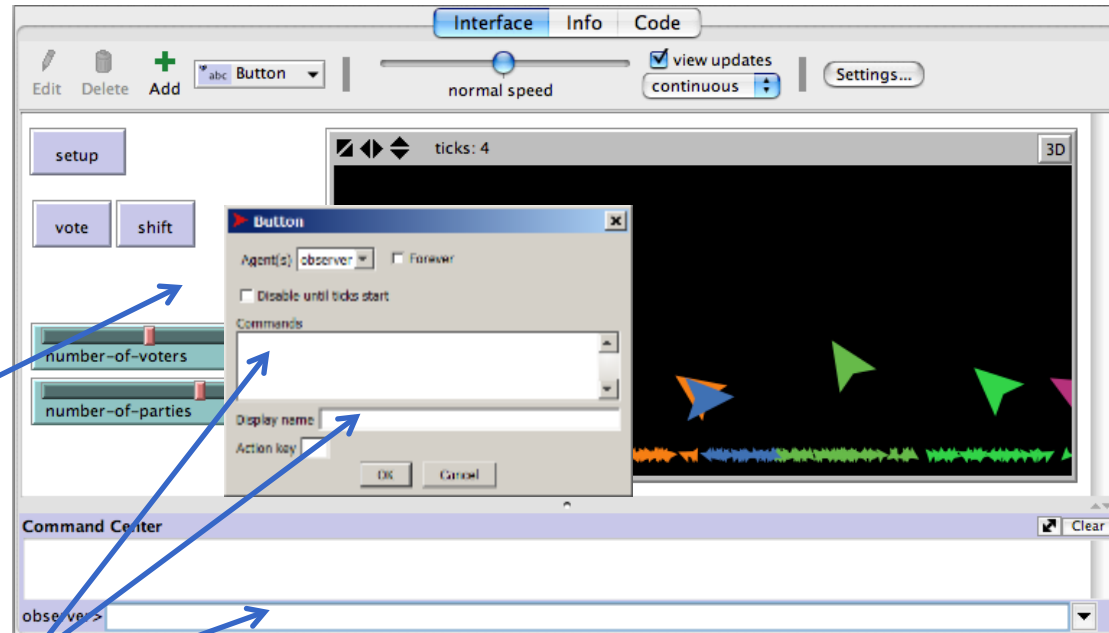 Interface Info Code
Edit Delete Add abc Button normal speed view updates continuous Settings...
setup
ticks: 4 3D
vote shift
Button
Agent(s) observer Forever
Disable until ticks start
Commands
number-of-voters
number-of-parties
Display name
Action key
OK Cancel
Command Center Clear
observer>